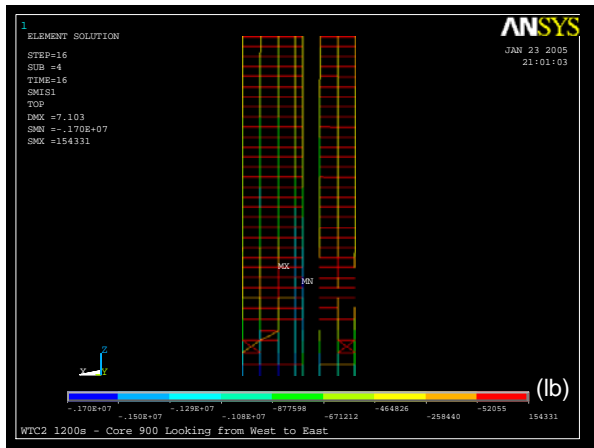 1
ELEMENT SOLUTION
ANSYS
JAN 23 2005
21:01:03
STEP=16
SUB =4
TIME=16
SMIS1
TOP
DMX =7.103
SMN =-.170E+07
SMX =154331
MX
MN
Z
X Y
(lb)
-.170E+07 -.150E+07 -.129E+07 -.108E+07 -877598 -671212 -464826 -258440 -52055 154331
WTC2 1200s - Core 900 Looking from West to East